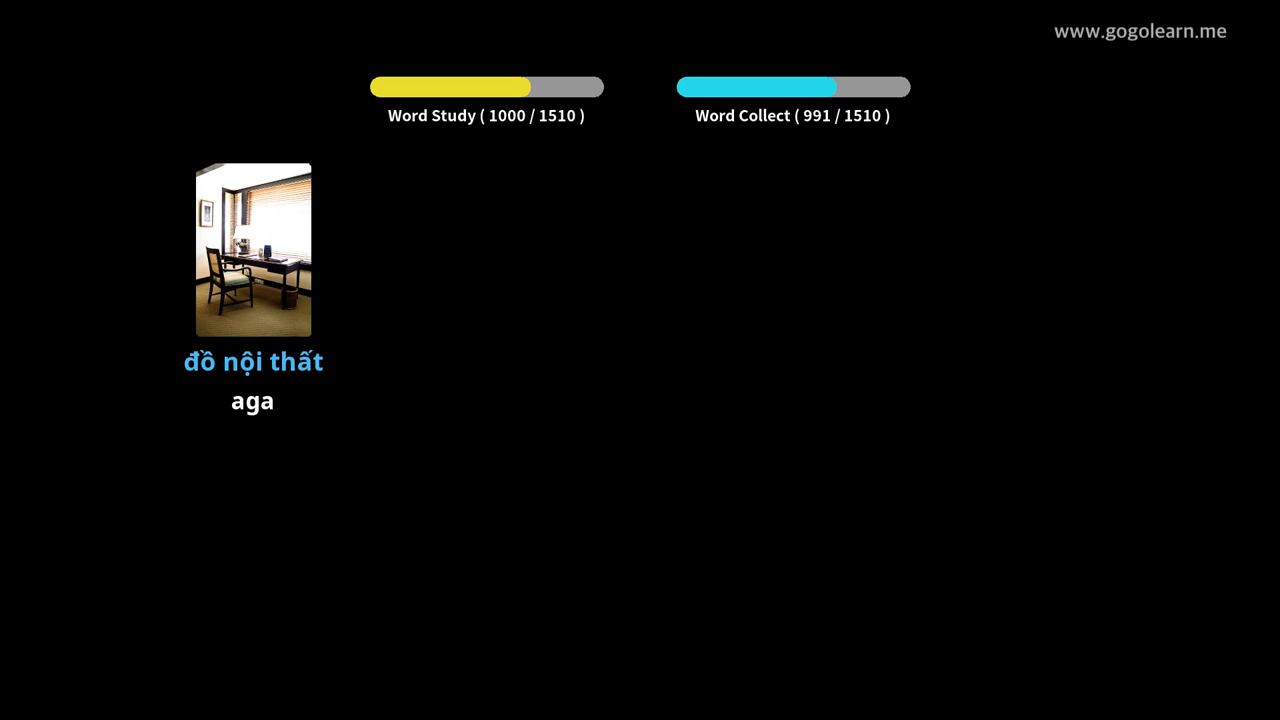 www.gogolearn.me
Word Study ( 1000 / 1510 )
Word Collect ( 991 / 1510 )
đồ nội thất
aga